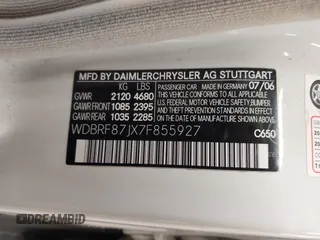 MFD. BY DAIMLERCHRYSLER AG STUTTGART
KG LBS
GVWR 2120 4680
GAWR FRONT 1085 2395
GAWR REAR 1035 2285
PASSENGER CAR
MADE IN GERMANY 07/06
THIS VEHICLE CONFORMS TO ALL APPLICABLE
FEDERAL MOTOR VEHICLE SAFETY
BUMPER, AND THEFT PREVENTION STANDARDS
IN EFFECT ON THE DATE OF MANUFACTURE
SHOWN ABOVE.
WDBRF87JX7F855927
C650
DREAMBID